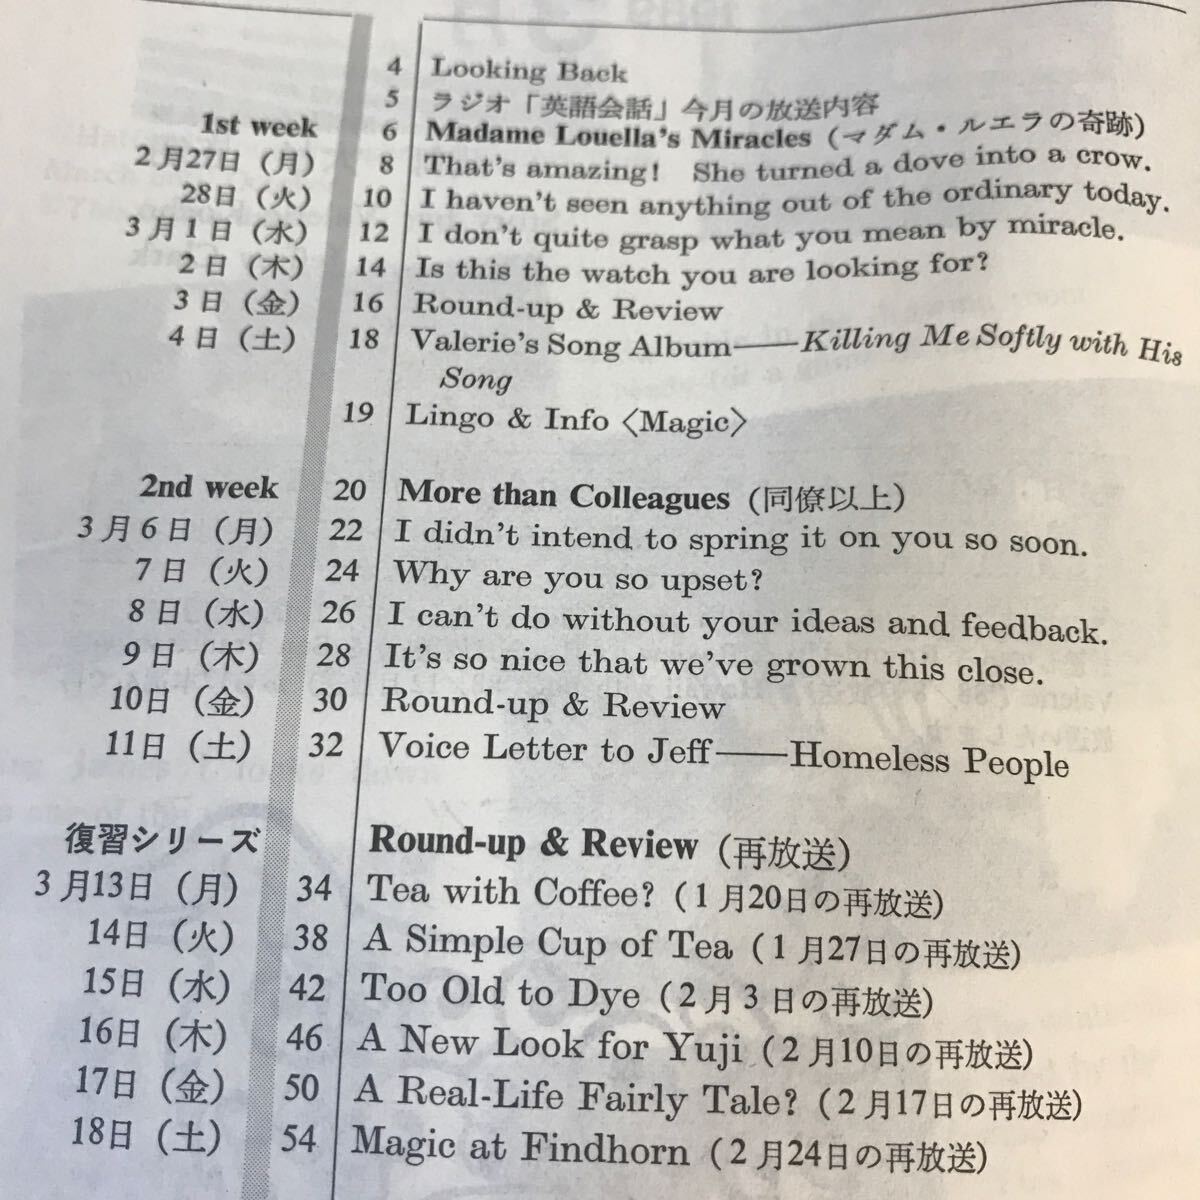 4 Looking Back
5 ラジオ「英語会話」今月の放送内容
1st week 6 Madame Louella's Miracles (マダム・ルエラの奇跡)
2月27日（月） 8 That's amazing! She turned a dove into a crow.
28日（火） 10 I haven't seen anything out of the ordinary today.
3月1日（水） 12 I don't quite grasp what you mean by miracle.
2日（木） 14 Is this the watch you are looking for?
3日（金） 16 Round-up & Review
4日（土） 18 Valerie's Song Album——Killing Me Softly with His
Song
19 Lingo & Info〈Magic〉
2nd week 20 More than Colleagues (同僚以上)
3月6日（月） 22 I didn't intend to spring it on you so soon.
7日（火） 24 Why are you so upset?
8日（水） 26 I can't do without your ideas and feedback.
9日（木） 28 It's so nice that we've grown this close.
10日（金） 30 Round-up & Review
11日（土） 32 Voice Letter to Jeff——Homeless People
復習シリーズ Round-up & Review (再放送)
3月13日（月） 34 Tea with Coffee? (1月20日の再放送)
14日（火） 38 A Simple Cup of Tea (1月27日の再放送)
15日（水） 42 Too Old to Dye (2月3日の再放送)
16日（木） 46 A New Look for Yuji (2月10日の再放送)
17日（金） 50 A Real-Life Fairly Tale? (2月17日の再放送)
18日（土） 54 Magic at Findhorn (2月24日の再放送)